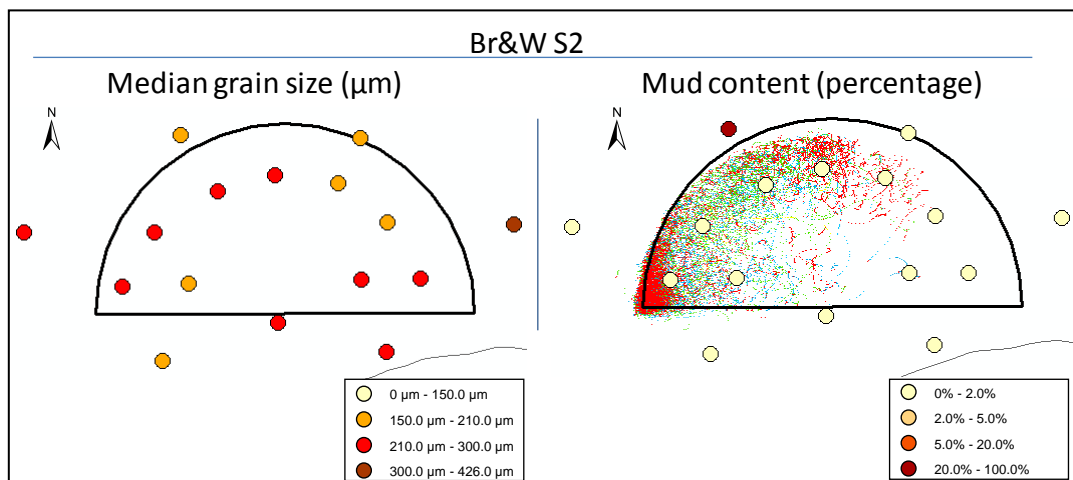 Br&W S2
Median grain size (µm)
Mud content (percentage)
N
N
0 µm - 150.0 µm
150.0 µm - 210.0 µm
210.0 µm - 300.0 µm
300.0 µm - 426.0 µm
0% - 2.0%
2.0% - 5.0%
5.0% - 20.0%
20.0% - 100.0%